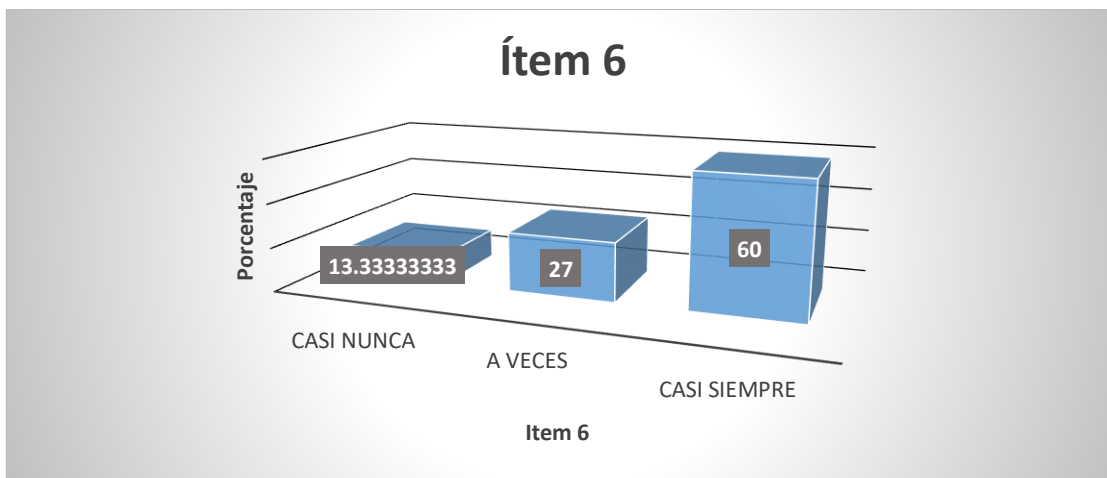 Ítem 6
Porcentaje
13.33333333
27
60
CASI NUNCA
A VECES
CASI SIEMPRE
Item 6